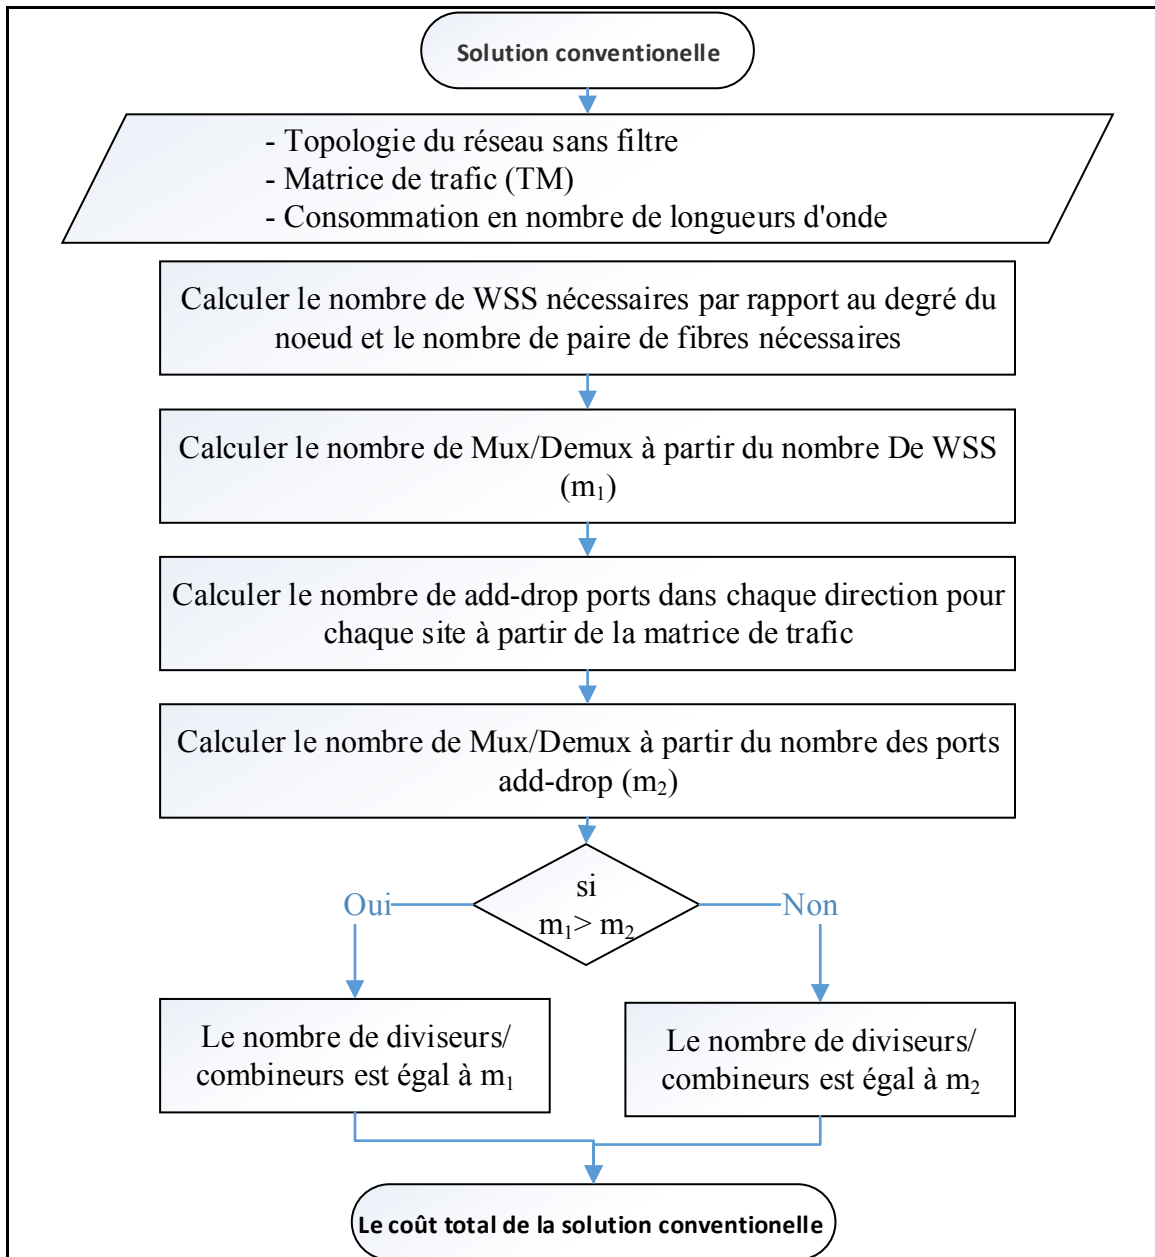 Solution conventionelle
- Topologie du réseau sans filtre
- Matrice de trafic (TM)
- Consommation en nombre de longueurs d'onde
Calculer le nombre de WSS nécessaires par rapport au degré du
noeud et le nombre de paire de fibres nécessaires
Calculer le nombre de Mux/Demux à partir du nombre De WSS
(m₁)
Calculer le nombre de add-drop ports dans chaque direction pour
chaque site à partir de la matrice de trafic
Calculer le nombre de Mux/Demux à partir du nombre des ports
add-drop (m₂)
si
m₁> m₂
Oui
Non
Le nombre de diviseurs/
combineurs est égal à m₁
Le nombre de diviseurs/
combineurs est égal à m₂
Le coût total de la solution conventionelle